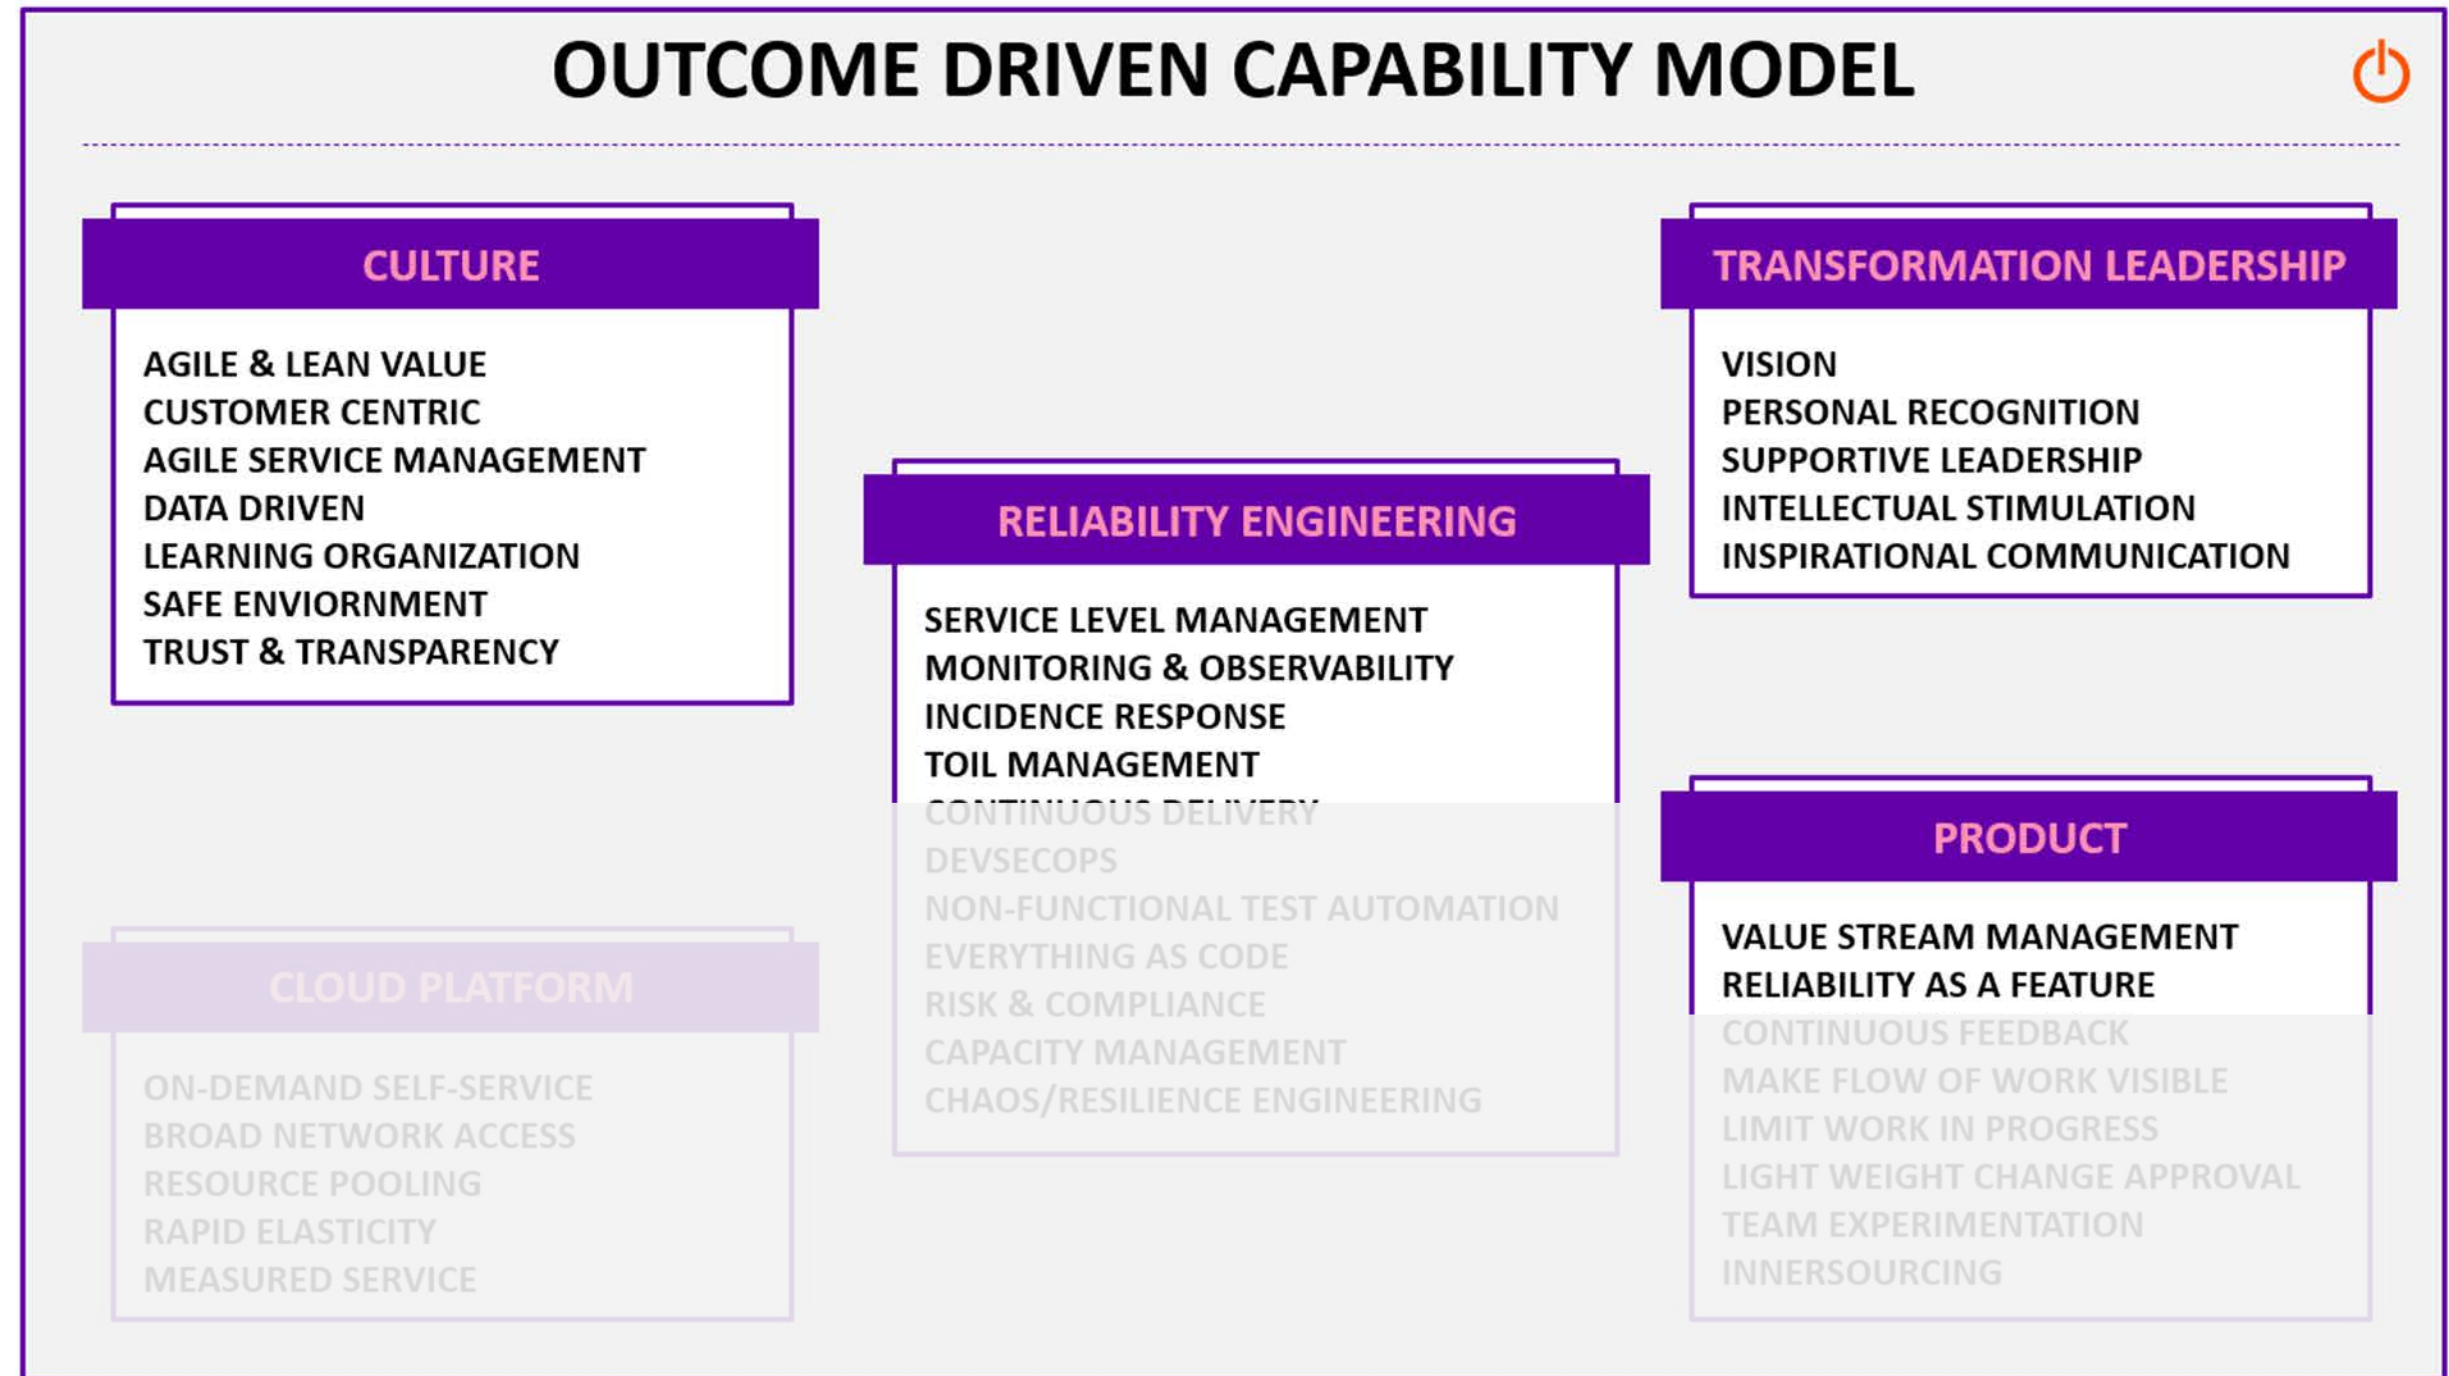 OUTCOME DRIVEN CAPABILITY MODEL
CULTURE
AGILE & LEAN VALUE
CUSTOMER CENTRIC
AGILE SERVICE MANAGEMENT
DATA DRIVEN
LEARNING ORGANIZATION
SAFE ENVIORNMENT
TRUST & TRANSPARENCY
CLOUD PLATFORM
ON-DEMAND SELF-SERVICE
BROAD NETWORK ACCESS
RESOURCE POOLING
RAPID ELASTICITY
MEASURED SERVICE
RELIABILITY ENGINEERING
SERVICE LEVEL MANAGEMENT
MONITORING & OBSERVABILITY
INCIDENCE RESPONSE
TOIL MANAGEMENT
CONTINUOUS DELIVERY
DEVSECOPS
NON-FUNCTIONAL TEST AUTOMATION
EVERYTHING AS CODE
RISK & COMPLIANCE
CAPACITY MANAGEMENT
CHAOS/RESILIENCE ENGINEERING
TRANSFORMATION LEADERSHIP
VISION
PERSONAL RECOGNITION
SUPPORTIVE LEADERSHIP
INTELLECTUAL STIMULATION
INSPIRATIONAL COMMUNICATION
PRODUCT
VALUE STREAM MANAGEMENT
RELIABILITY AS A FEATURE
CONTINUOUS FEEDBACK
MAKE FLOW OF WORK VISIBLE
LIMIT WORK IN PROGRESS
LIGHT WEIGHT CHANGE APPROVAL
TEAM EXPERIMENTATION
INNERSOURCING